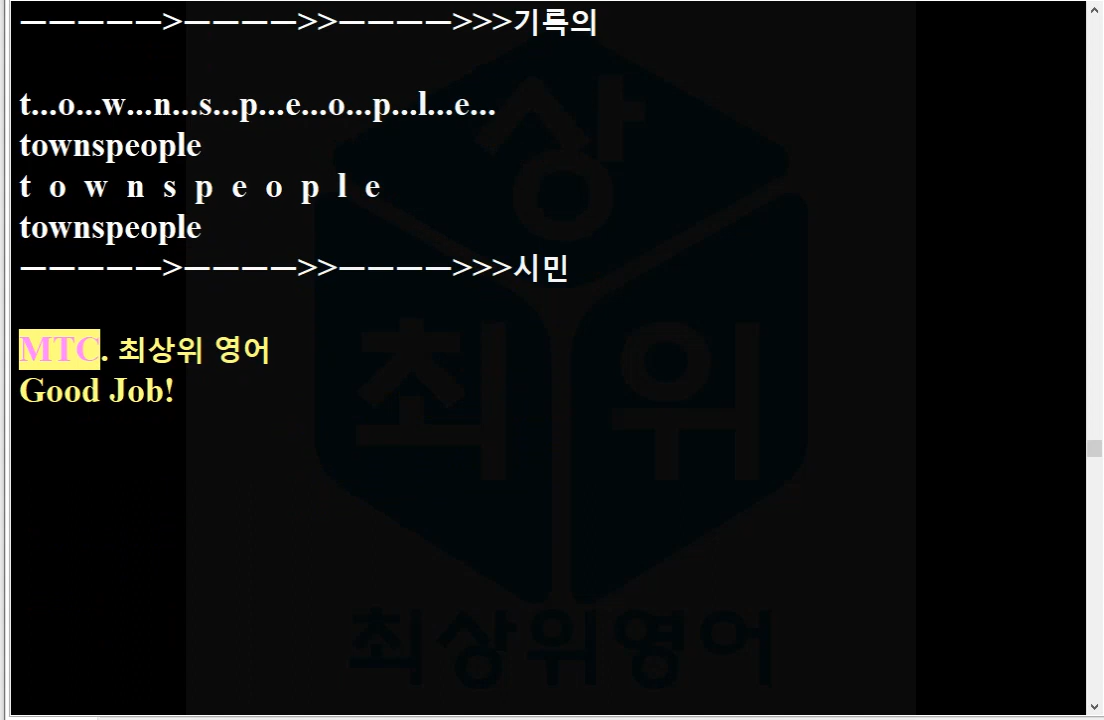 —————>————>>————>>>기록의
t...o...w...n...s...p...e...o...p...l...e...
townspeople
t o w n s p e o p l e
townspeople
—————>————>>————>>>시민
MTC. 최상위 영어
Good Job!
상
최 위
최상위영어